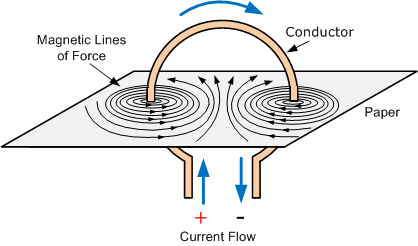 Magnetic Lines
of Force
Conductor
Paper
+ -
Current Flow